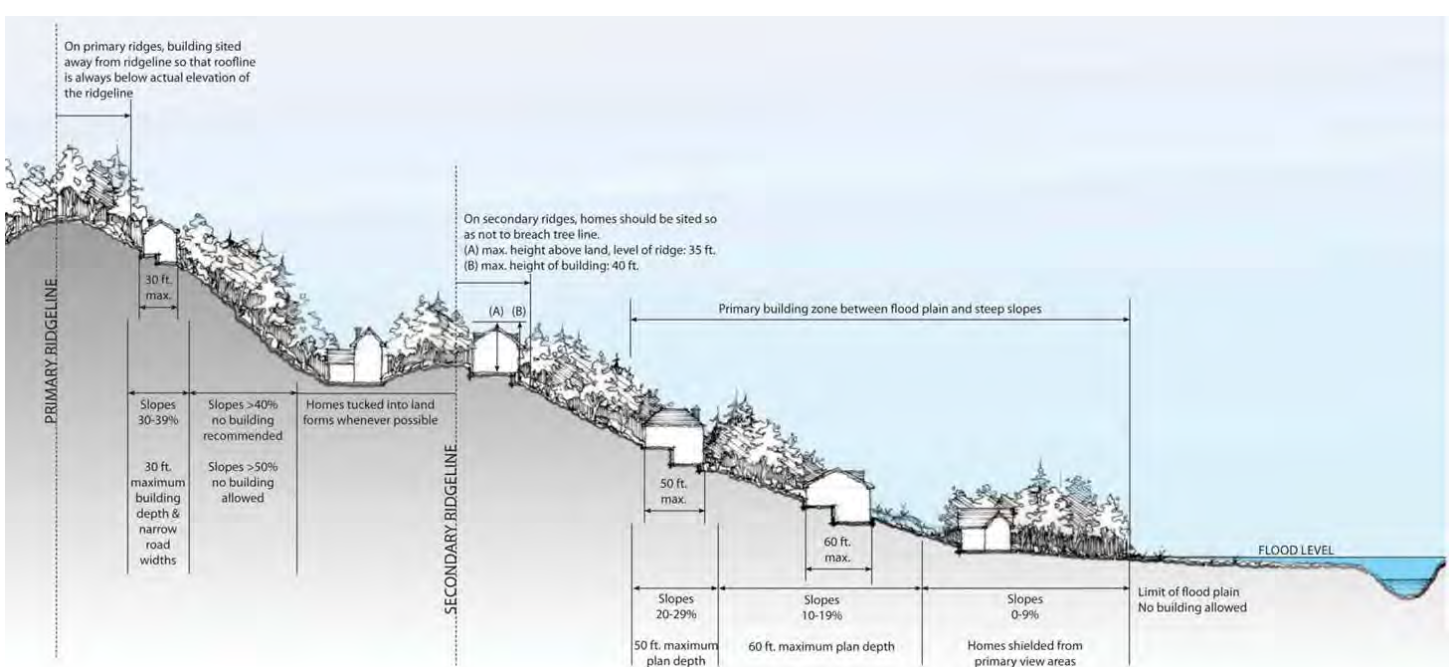 On primary ridges, building sited
away from ridgeline so that roofline
is always below actual elevation of
the ridgeline
30 ft.
max.
PRIMARY RIDGELINE
On secondary ridges, homes should be sited so
as not to breach tree line.
(A) max. height above land, level of ridge: 35 ft.
(B) max. height of building: 40 ft.
(A) (B)
Primary building zone between flood plain and steep slopes
Slopes
30-39%
30 ft.
maximum
building
depth &
narrow
road
widths
Slopes >40%
no building
recommended
Slopes >50%
no building
allowed
Homes tucked into land
forms whenever possible
SECONDARY RIDGELINE
50 ft.
max.
60 ft.
max.
FLOOD LEVEL
Slopes
20-29%
50 ft. maximum
plan depth
Slopes
10-19%
60 ft. maximum plan depth
Slopes
0-9%
Homes shielded from
primary view areas
Limit of flood plain
No building allowed